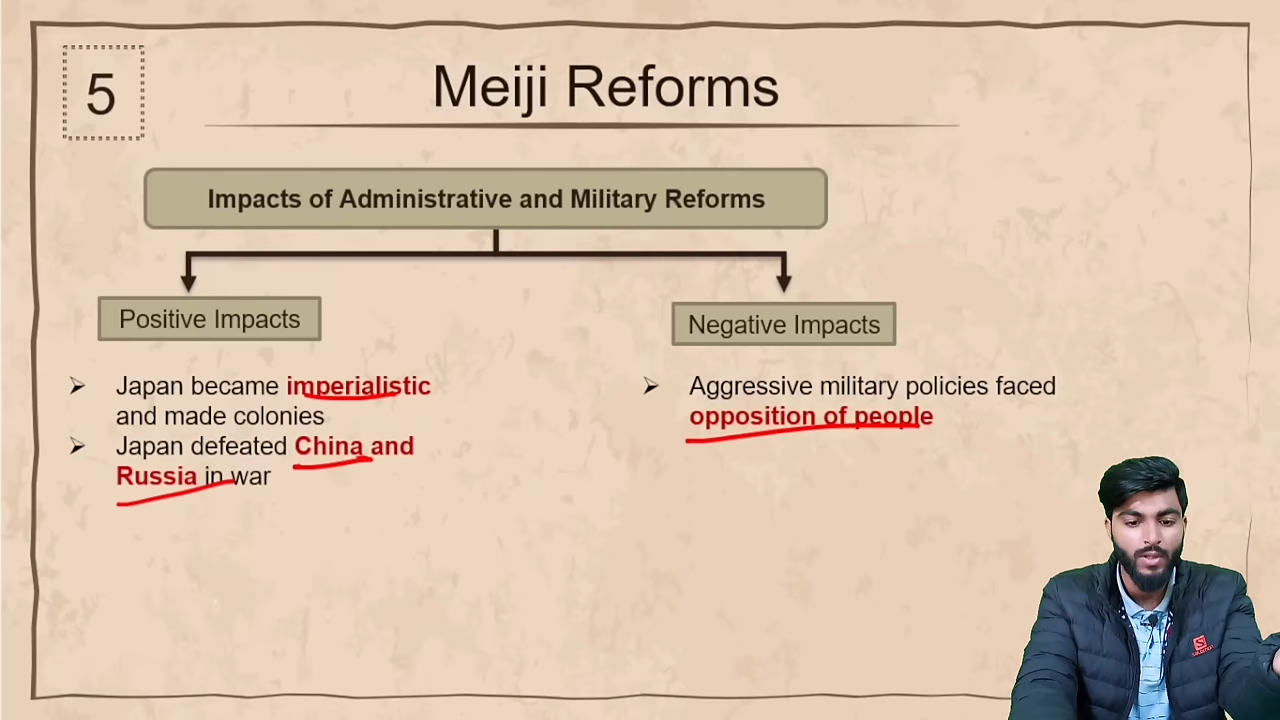 5
Meiji Reforms
Impacts of Administrative and Military Reforms
Positive Impacts
Japan became imperialistic
and made colonies
Japan defeated China and
Russia in war
Negative Impacts
Aggressive military policies faced
opposition of people